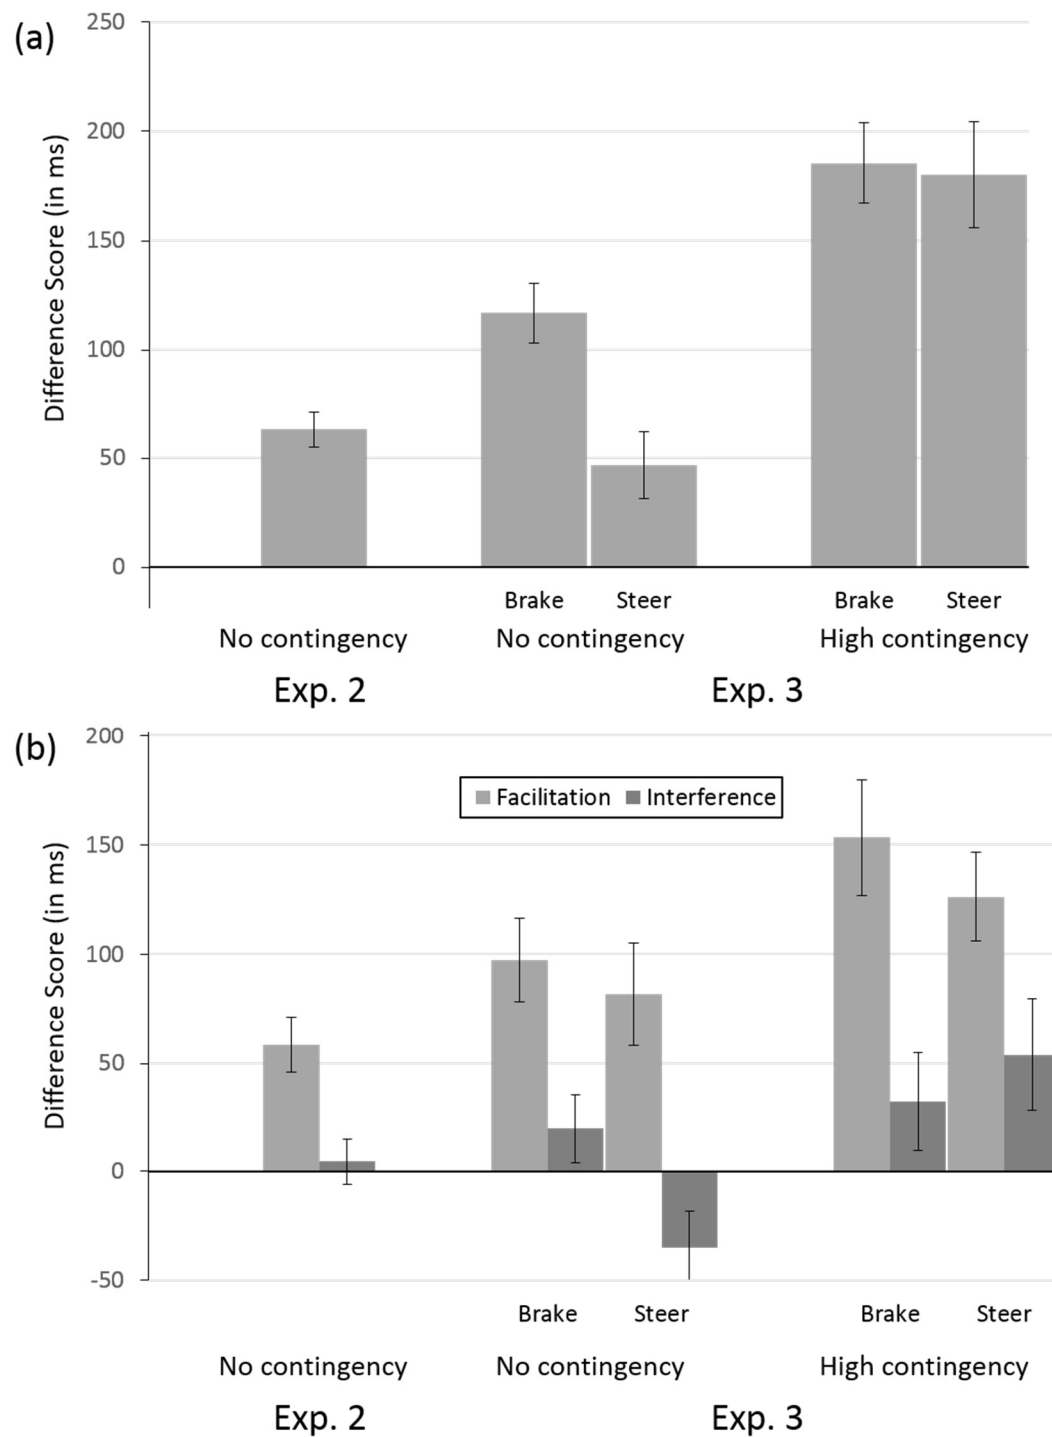 (a)
250
200
150
100
50
0
Difference Score (in ms)
Brake Steer Brake Steer
No contingency No contingency High contingency
Exp. 2 Exp. 3
(b)
200
150
100
50
0
-50
Difference Score (in ms)
Facilitation Interference
Brake Steer Brake Steer
No contingency No contingency High contingency
Exp. 2 Exp. 3